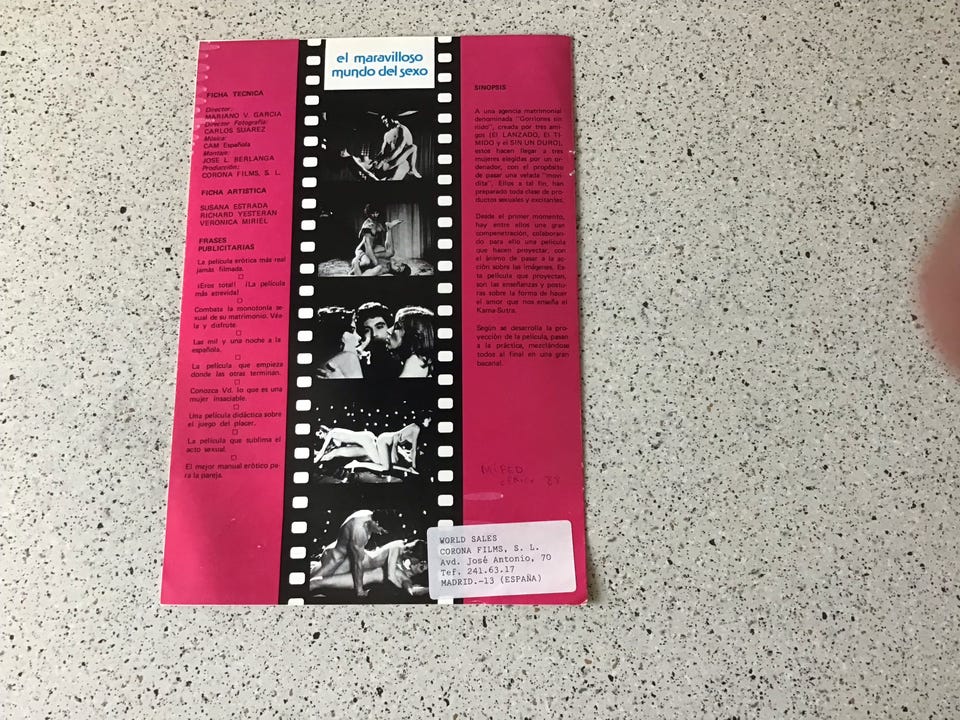 el maravilloso
mundo del sexo
FICHA TECNICA
Director:
MARIANO V. GARCIA
Director Fotografía:
CARLOS SUAREZ
Música:
CAM Española
Montaje:
JOSE L. BERLANGA
Producción:
CORONA FILMS, S. L.
FICHA ARTISTICA
SUSANA ESTRADA
RICHARD YESTERAN
VERONICA MIRIEL
FRASES
PUBLICITARIAS
La película erótica más real
jamás filmada.
¡Eros total! ¡La película
más atrevida!
Combata la monotonía se-
xual de su matrimonio. Véa-
la y disfrute.
Las mil y una noche a la
española.
La película que empieza
donde las otras terminan.
Conozca Vd. lo que es una
mujer insaciable.
Una película didáctica sobre
el juego del placer.
La película que sublima el
acto sexual.
El mejor manual erótico pa-
ra la pareja.
SINOPSIS
A una agencia matrimonial
denominada "Gorriones sin
nido", creada por tres ami-
gos (El LANZADO, EL TI-
MIDO y el SIN UN DURO),
estos hacen llegar a tres
mujeres elegidas por un or-
denador, con el propósito
de pasar una velada "movi-
dita". Ellos a tal fin, han
preparado toda clase de pro-
ductos sexuales y excitantes.
Desde el primer momento,
hay entre ellos una gran
compenetración, colaboran-
do para ello una película
que hacen proyectar, con
el ánimo de pasar a la ac-
ción sobre las imágenes. Es-
ta película que proyectan,
son las enseñanzas y postu-
ras sobre la forma de hacer
el amor que nos enseña el
Kama-Sutra.
Según se desarrolla la pro-
yección de la película, pasan
a la práctica, mezclándose
todos al final en una gran
bacanal.
MIFED
WORLD SALES
CORONA FILMS, S. L.
Avd. José Antonio, 70
Tef. 241.63.17
MADRID.-13 (ESPAÑA)